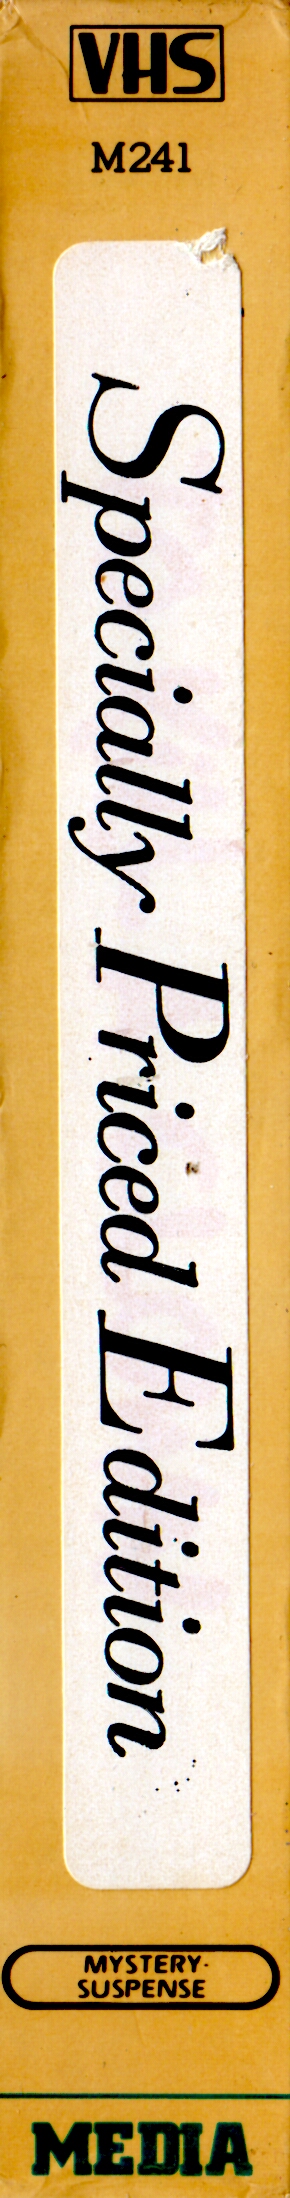 VHS
M241
Specially Priced Edition
MYSTERY-
SUSPENSE
MEDIA